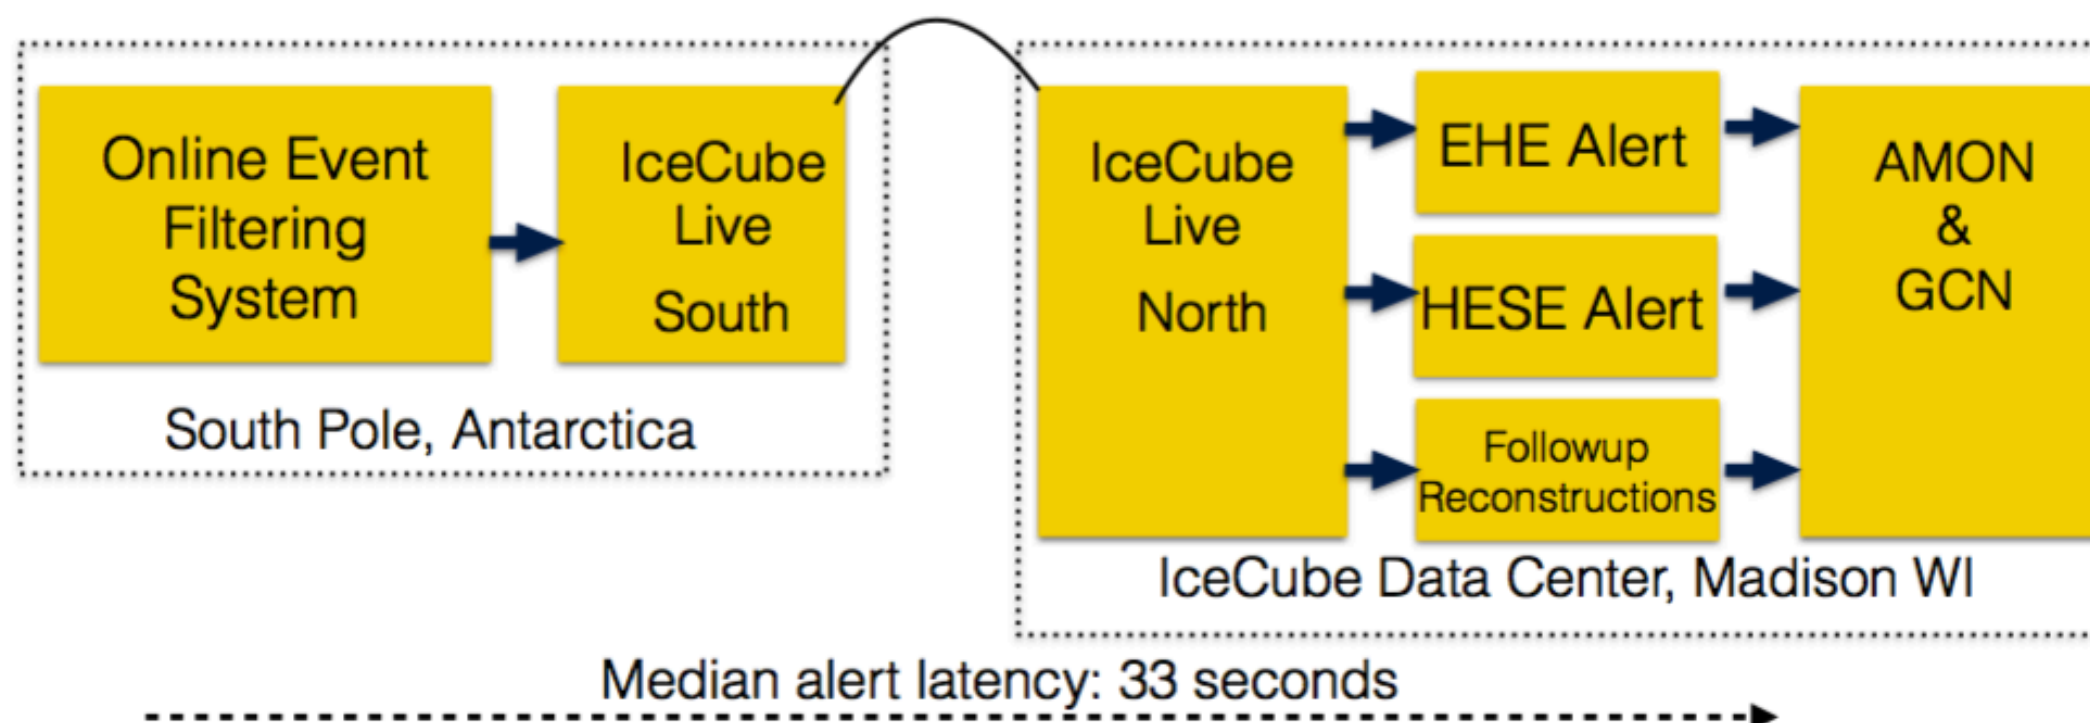 Online Event
Filtering
System
IceCube
Live
South
South Pole, Antarctica
IceCube
Live
North
EHE Alert
HESE Alert
Followup
Reconstructions
AMON
&
GCN
IceCube Data Center, Madison WI
Median alert latency: 33 seconds